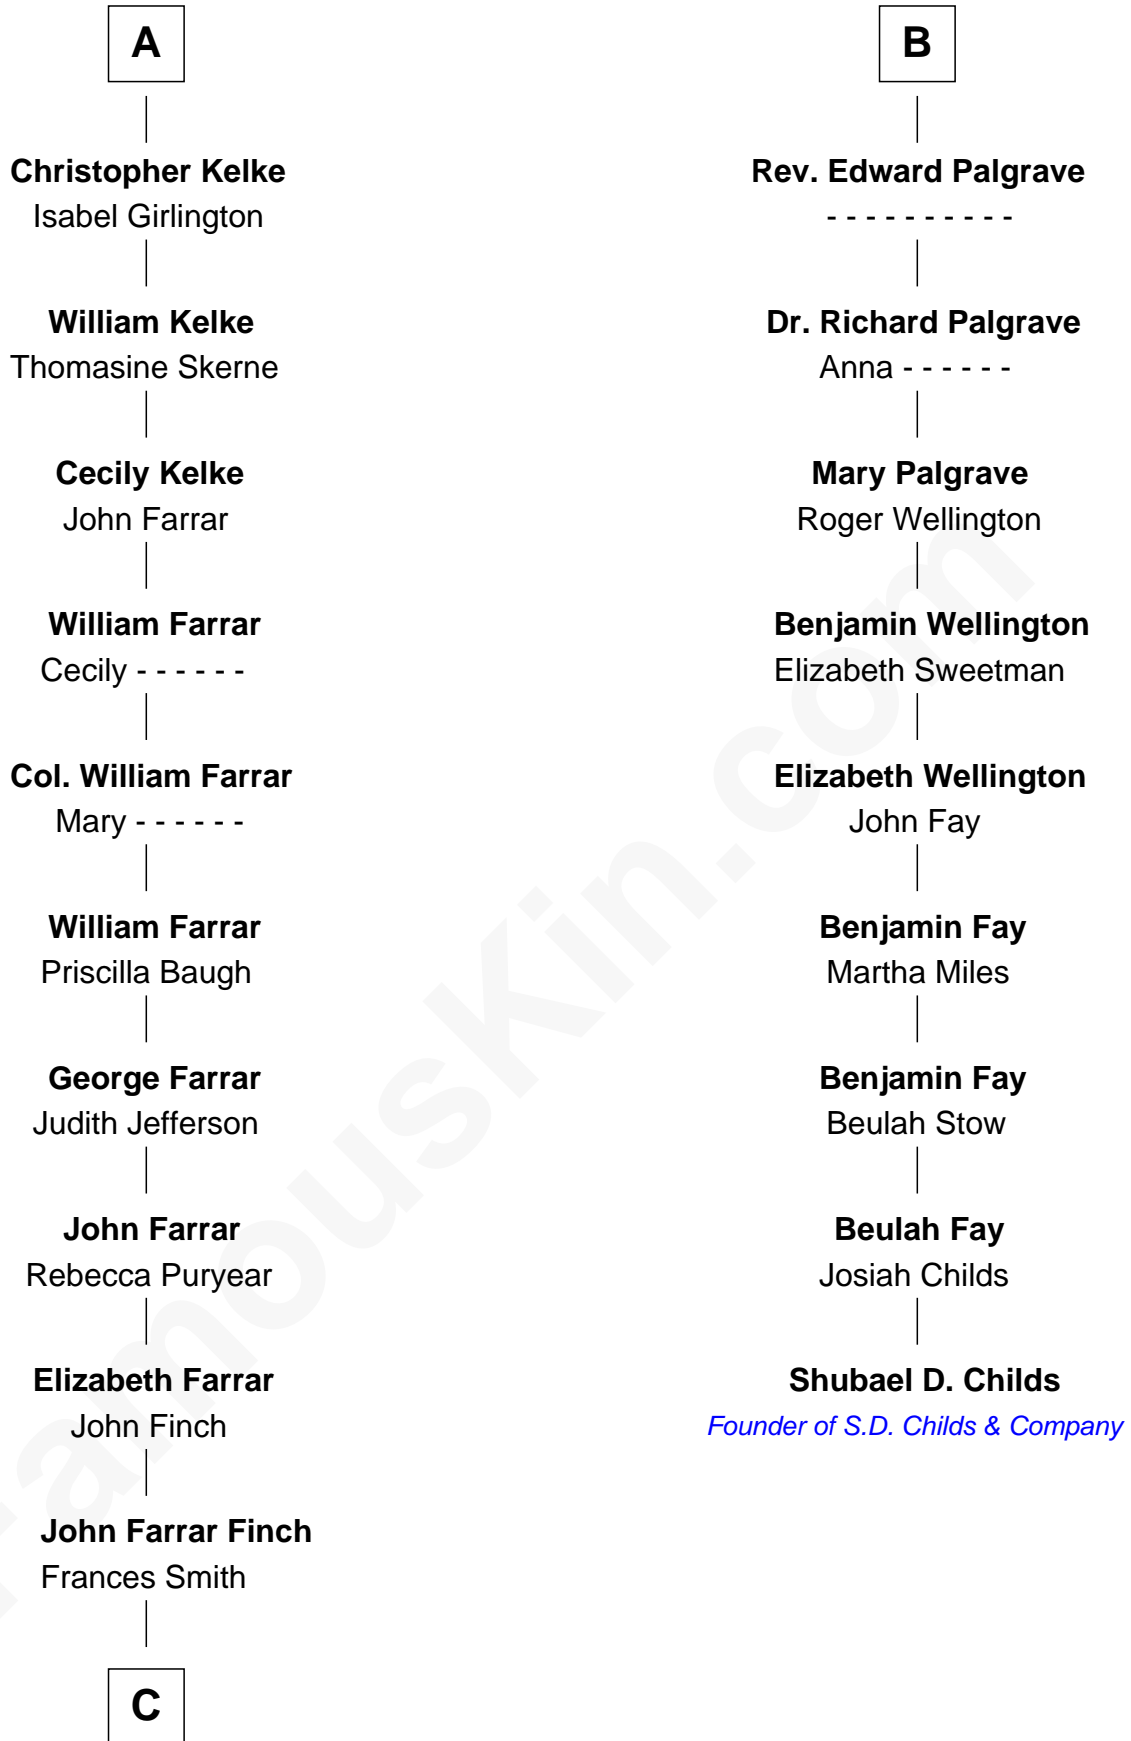 A
Christopher Kelke
Isabel Girlington
William Kelke
Thomasine Skerne
Cecily Kelke
John Farrar
William Farrar
Cecily - - - - - -
Col. William Farrar
Mary - - - - - -
William Farrar
Priscilla Baugh
George Farrar
Judith Jefferson
John Farrar
Rebecca Puryear
Elizabeth Farrar
John Finch
John Farrar Finch
Frances Smith
C
B
Rev. Edward Palgrave
- - - - - - - - - -
Dr. Richard Palgrave
Anna - - - - - -
Mary Palgrave
Roger Wellington
Benjamin Wellington
Elizabeth Sweetman
Elizabeth Wellington
John Fay
Benjamin Fay
Martha Miles
Benjamin Fay
Beulah Stow
Beulah Fay
Josiah Childs
Shubael D. Childs
Founder of S.D. Childs & Company
FamousKin.com